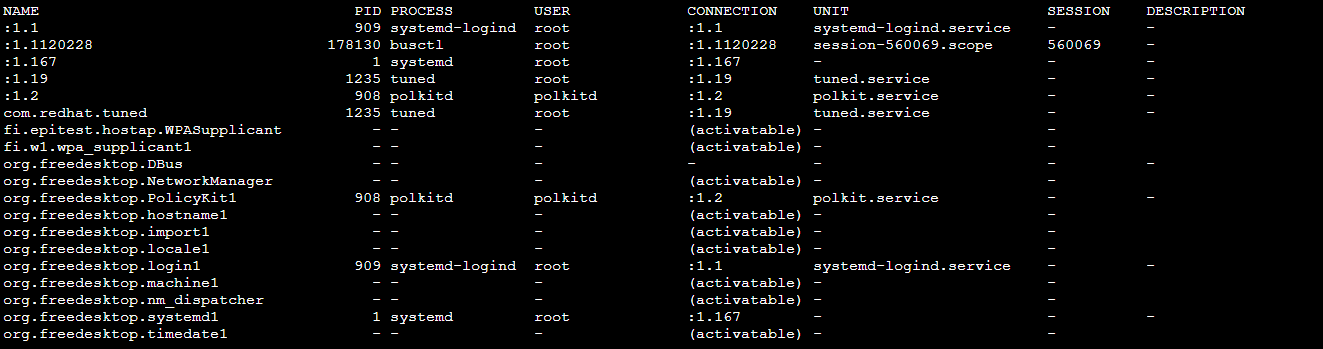 NAME PID PROCESS USER CONNECTION UNIT SESSION DESCRIPTION
:1.1 909 systemd-logind root :1.1 systemd-logind.service - -
:1.1120228 178130 busctl root :1.1120228 session-560069.scope 560069 -
:1.167 1 systemd root :1.167 - - -
:1.19 1235 tuned root :1.19 tuned.service - -
:1.2 908 polkitd polkitd :1.2 polkit.service - -
com.redhat.tuned 1235 tuned root :1.19 tuned.service - -
fi.epitest.hostap.WPASupplicant - - - (activatable) - -
fi.w1.wpa_supplicant1 - - - (activatable) - -
org.freedesktop.DBus - - - - - - -
org.freedesktop.NetworkManager - - - (activatable) - -
org.freedesktop.PolicyKit1 908 polkitd polkitd :1.2 polkit.service - -
org.freedesktop.hostname1 - - - (activatable) - -
org.freedesktop.import1 - - - (activatable) - -
org.freedesktop.locale1 - - - (activatable) - -
org.freedesktop.login1 909 systemd-logind root :1.1 systemd-logind.service - -
org.freedesktop.machine1 - - - (activatable) - -
org.freedesktop.nm_dispatcher - - - (activatable) - -
org.freedesktop.systemd1 1 systemd root :1.167 - - -
org.freedesktop.timedate1 - - - (activatable) - -